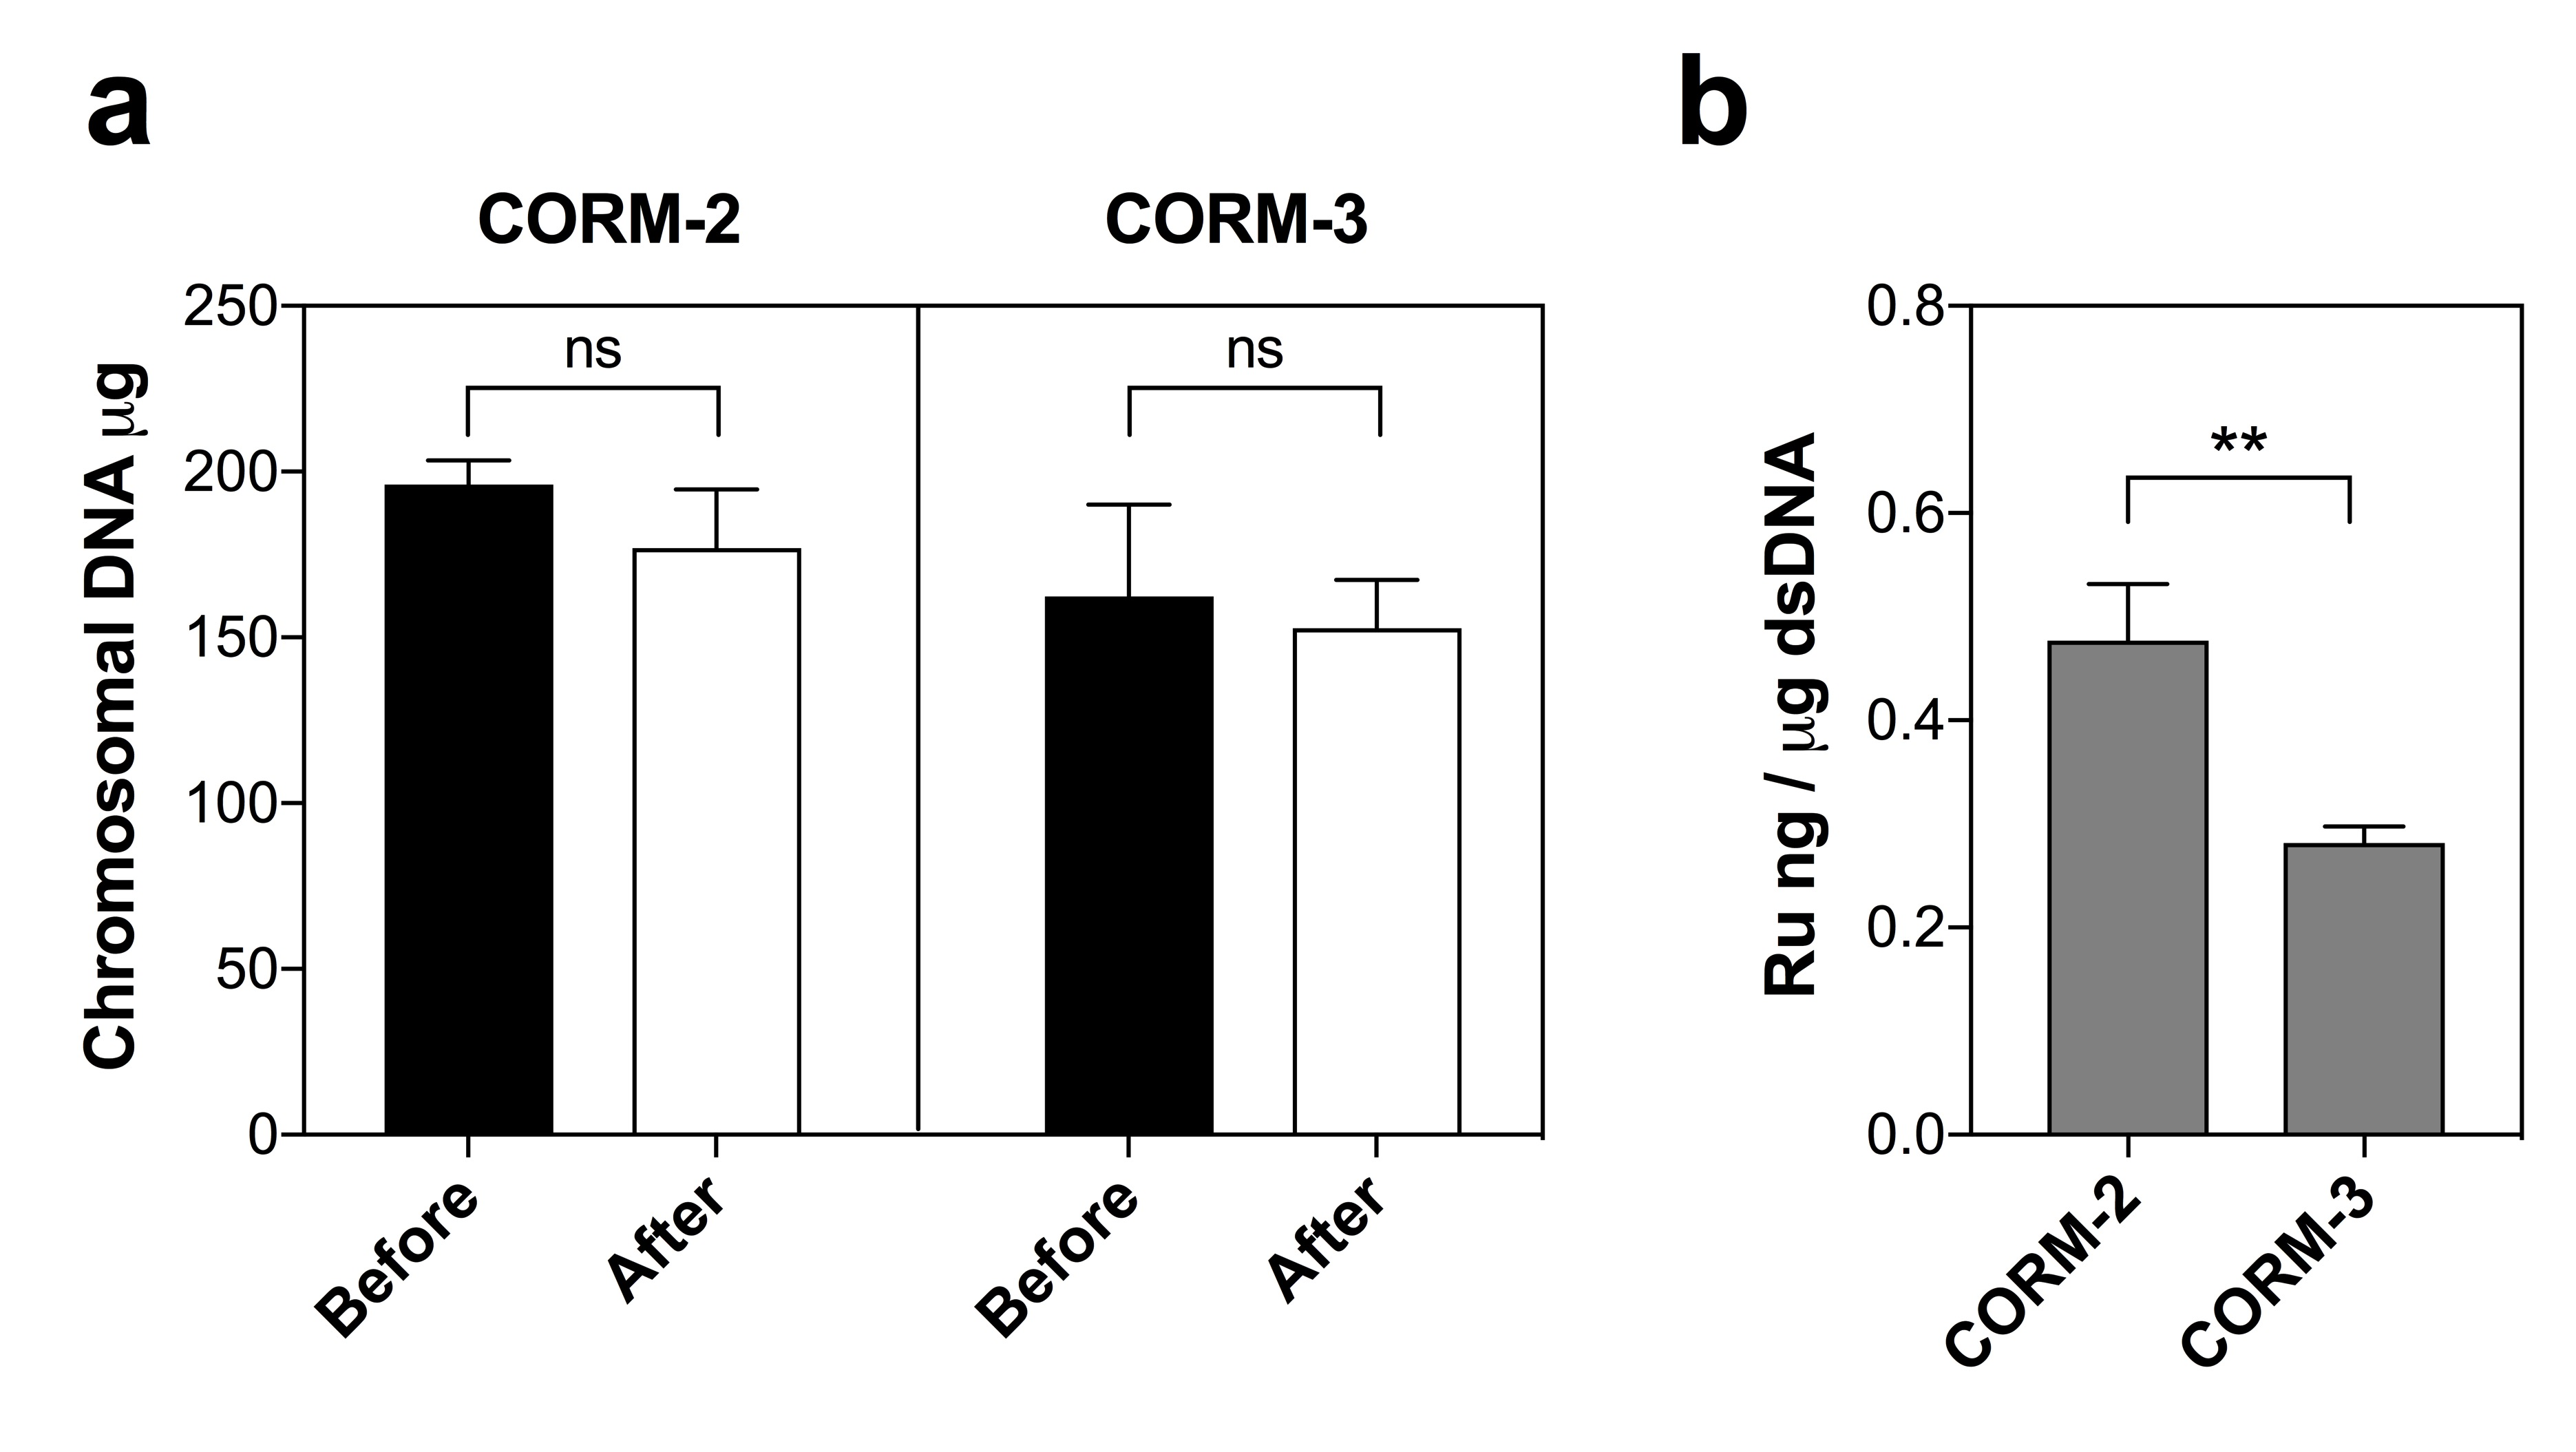 a
CORM-2
CORM-3
Chromosomal DNA μg
250
200
150
100
50
0
ns
ns
Before
After
Before
After
b
Ru ng / μg dsDNA
0.8
0.6
0.4
0.2
0.0
**
CORM-2
CORM-3